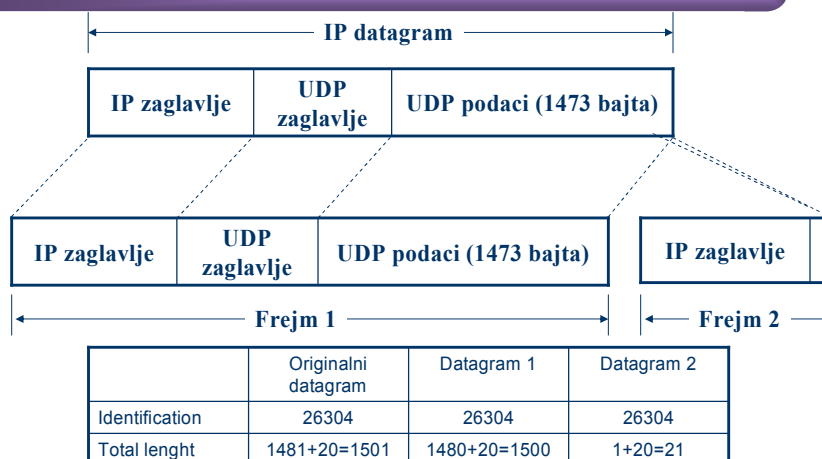 IP datagram
IP zaglavlje
UDP
zaglavlje
UDP podaci (1473 bajta)
IP zaglavlje
UDP
zaglavlje
UDP podaci (1473 bajta)
IP zaglavlje
Frejm 1
Frejm 2
Originalni
datagram
Datagram 1
Datagram 2
Identification
26304
26304
26304
Total lenght
1481+20=1501
1480+20=1500
1+20=21